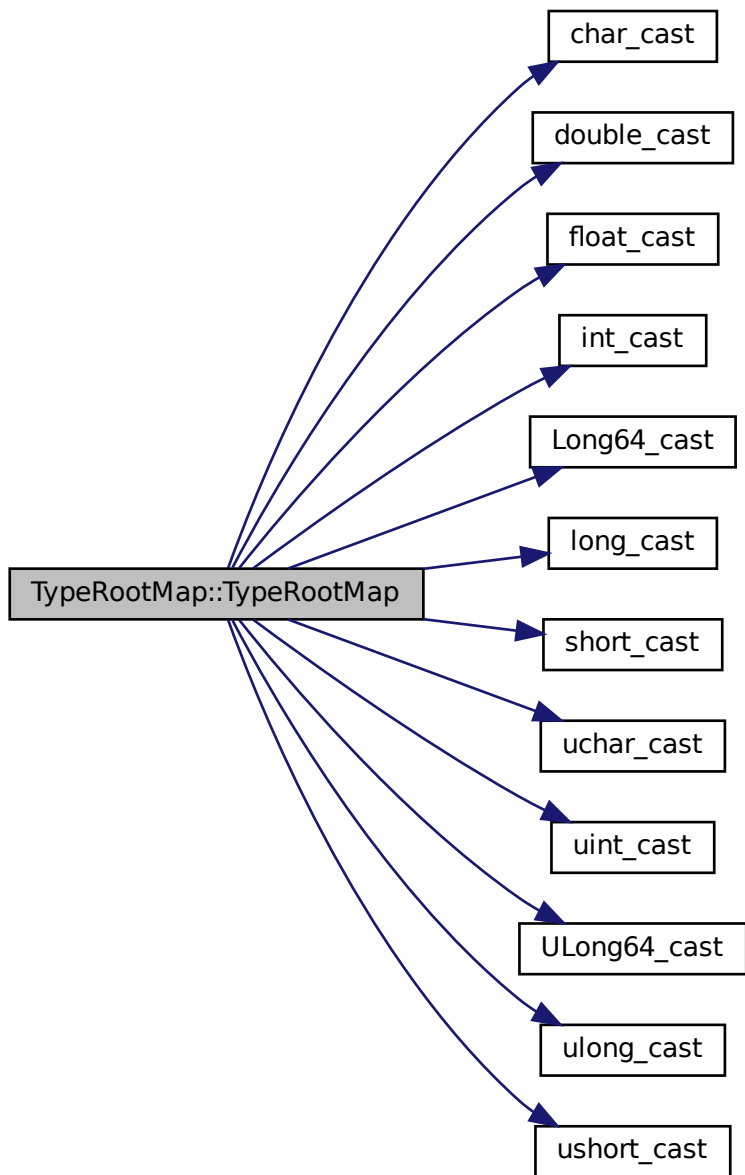 char_cast
double_cast
float_cast
int_cast
Long64_cast
long_cast
TypeRootMap::TypeRootMap
short_cast
uchar_cast
uint_cast
ULong64_cast
ulong_cast
ushort_cast